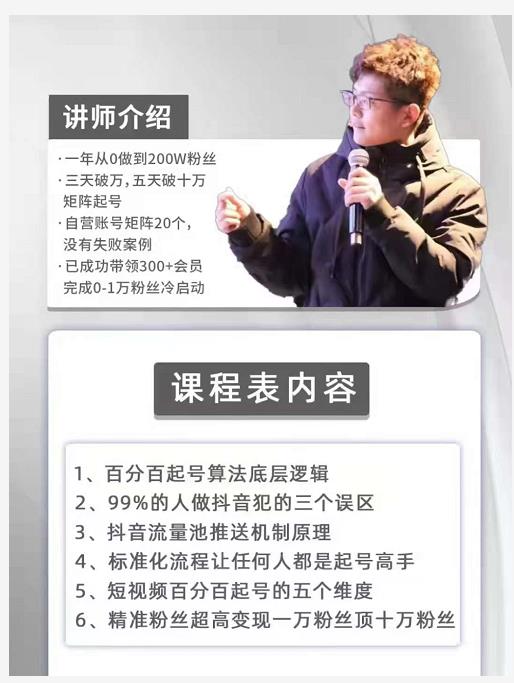 讲师介绍
·一年从0做到200W粉丝
·三天破万,五天破十万
矩阵起号
·自营账号矩阵20个，
没有失败案例
·已成功带领300+会员
完成0-1万粉丝冷启动
课程表内容
1、百分百起号算法底层逻辑
2、99%的人做抖音犯的三个误区
3、抖音流量池推送机制原理
4、标准化流程让任何人都是起号高手
5、短视频百分百起号的五个维度
6、精准粉丝超高变现一万粉丝顶十万粉丝